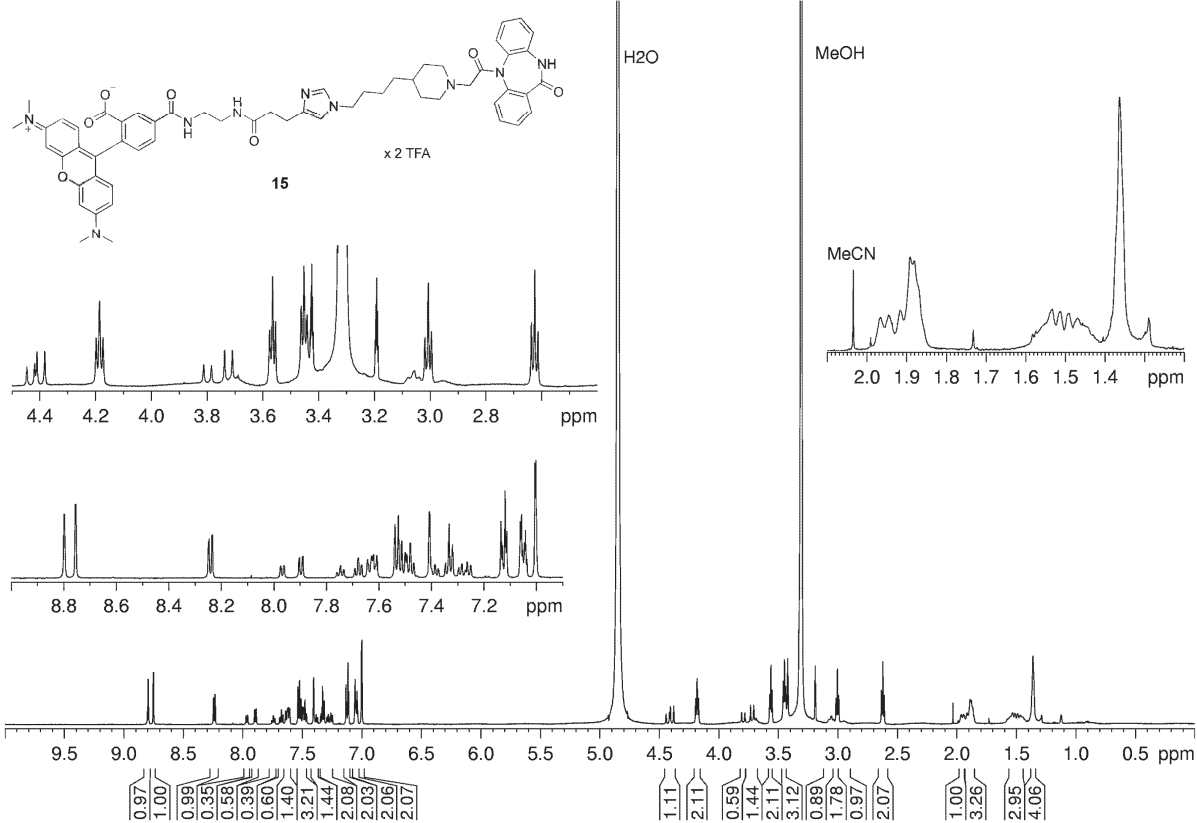 H2O
MeOH
O
N
NH
O
N
N
N
O⁻
O
O
N
H
H
N
O
N
+
O
N
x 2 TFA
15
MeCN
2.0 1.9 1.8 1.7 1.6 1.5 1.4 ppm
4.4 4.2 4.0 3.8 3.6 3.4 3.2 3.0 2.8 ppm
8.8 8.6 8.4 8.2 8.0 7.8 7.6 7.4 7.2 ppm
9.5 9.0 8.5 8.0 7.5 7.0 6.5 6.0 5.5 5.0 4.5 4.0 3.5 3.0 2.5 2.0 1.5 1.0 0.5 ppm
0.97 1.00 0.99 0.35 0.58 0.39 0.60 1.40 3.21 1.44 2.08 2.03 2.06 2.07 1.11 2.11 0.59 1.44 2.11 3.12 0.89 1.78 0.97 2.07 1.00 3.26 2.95 4.06